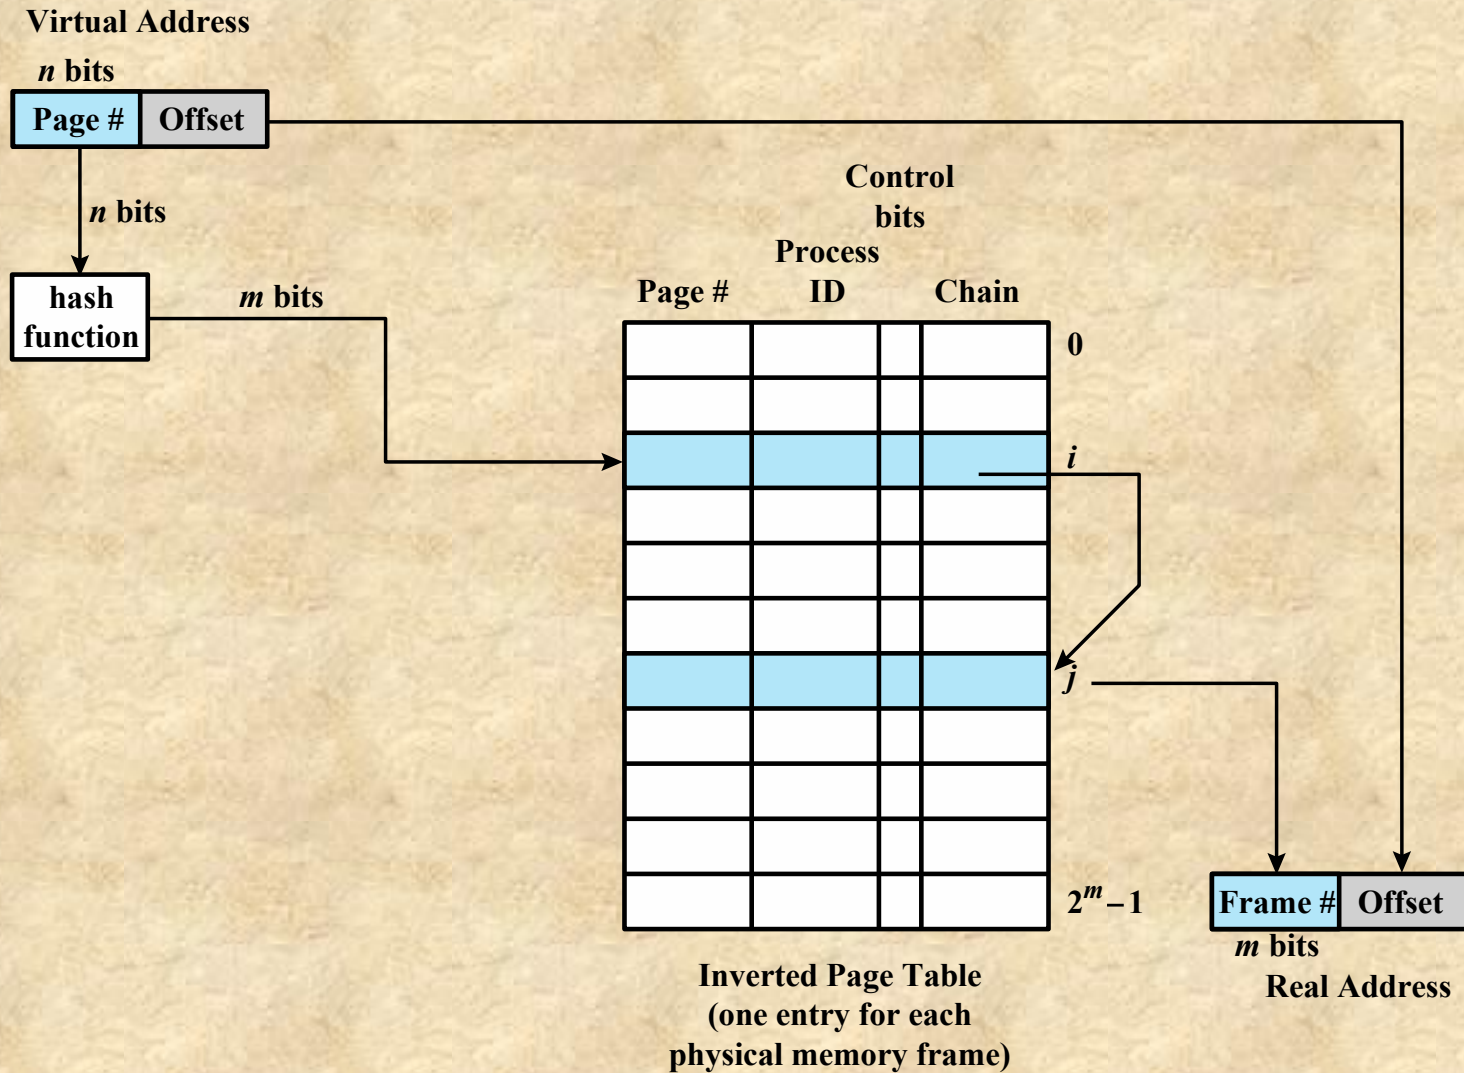 Virtual Address
n bits
Page # Offset
n bits
hash
function
m bits
Control
bits
Process
Page # ID Chain
0
i
j
2^m – 1
Frame # Offset
m bits
Real Address
Inverted Page Table
(one entry for each
physical memory frame)